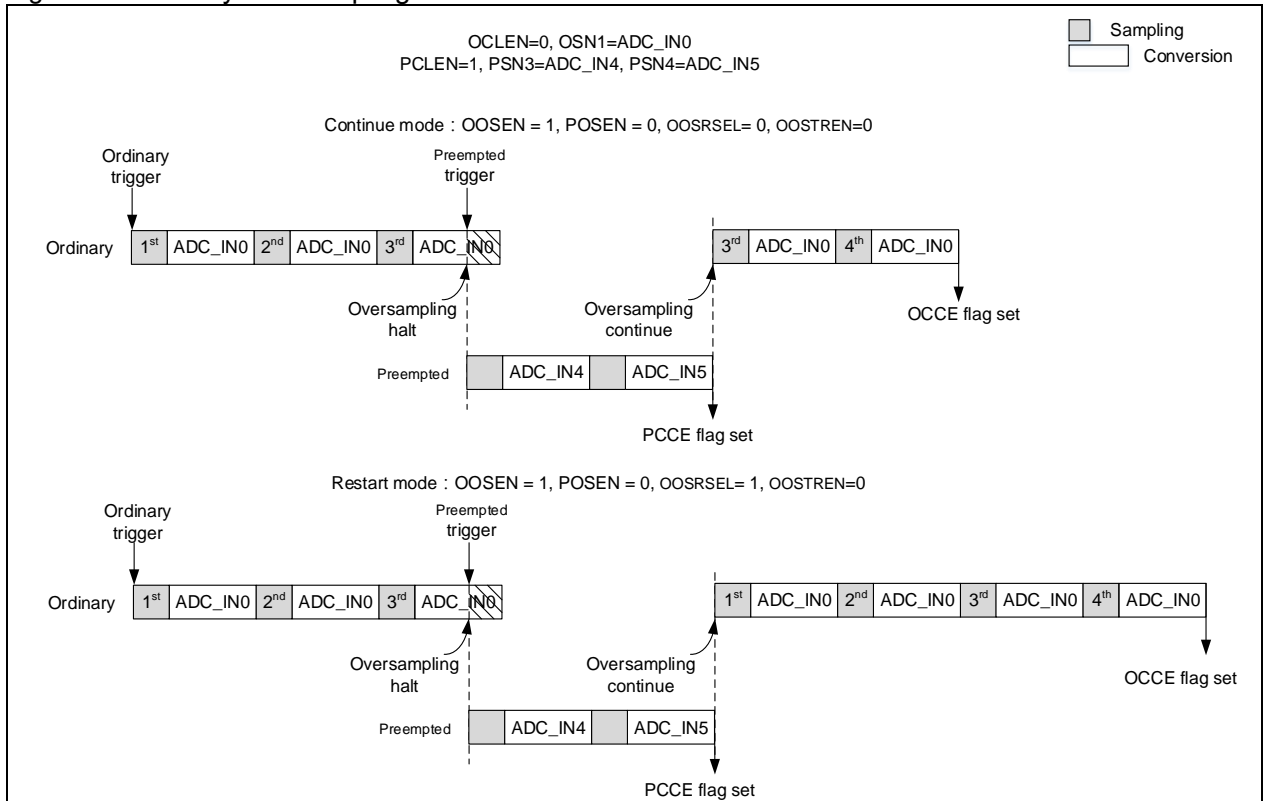 OCLEN=0, OSN1=ADC_IN0
PCLEN=1, PSN3=ADC_IN4, PSN4=ADC_IN5
Sampling
Conversion
Continue mode : OOSEN = 1, POSEN = 0, OOSRSEL= 0, OOSTREN=0
Ordinary
trigger
Preempted
trigger
Ordinary 1st ADC_IN0 2nd ADC_IN0 3rd ADC_IN0 3rd ADC_IN0 4th ADC_IN0
Oversampling
halt
Oversampling
continue
OCCE flag set
Preempted ADC_IN4 ADC_IN5
PCCE flag set
Restart mode : OOSEN = 1, POSEN = 0, OOSRSEL= 1, OOSTREN=0
Ordinary
trigger
Preempted
trigger
Ordinary 1st ADC_IN0 2nd ADC_IN0 3rd ADC_IN0 1st ADC_IN0 2nd ADC_IN0 3rd ADC_IN0 4th ADC_IN0
Oversampling
halt
Oversampling
continue
OCCE flag set
Preempted ADC_IN4 ADC_IN5
PCCE flag set